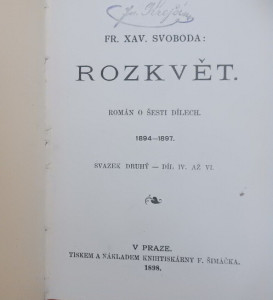 FR. XAV. SVOBODA:
ROZKVĚT.
ROMÁN O ŠESTI DÍLECH.
1894-1897.
SVAZEK DRUHÝ — DÍL IV. AŽ VI.
V PRAZE.
TISKEM A NÁKLADEM KNIHTISKÁRNY F. ŠIMÁČKA.
1898.